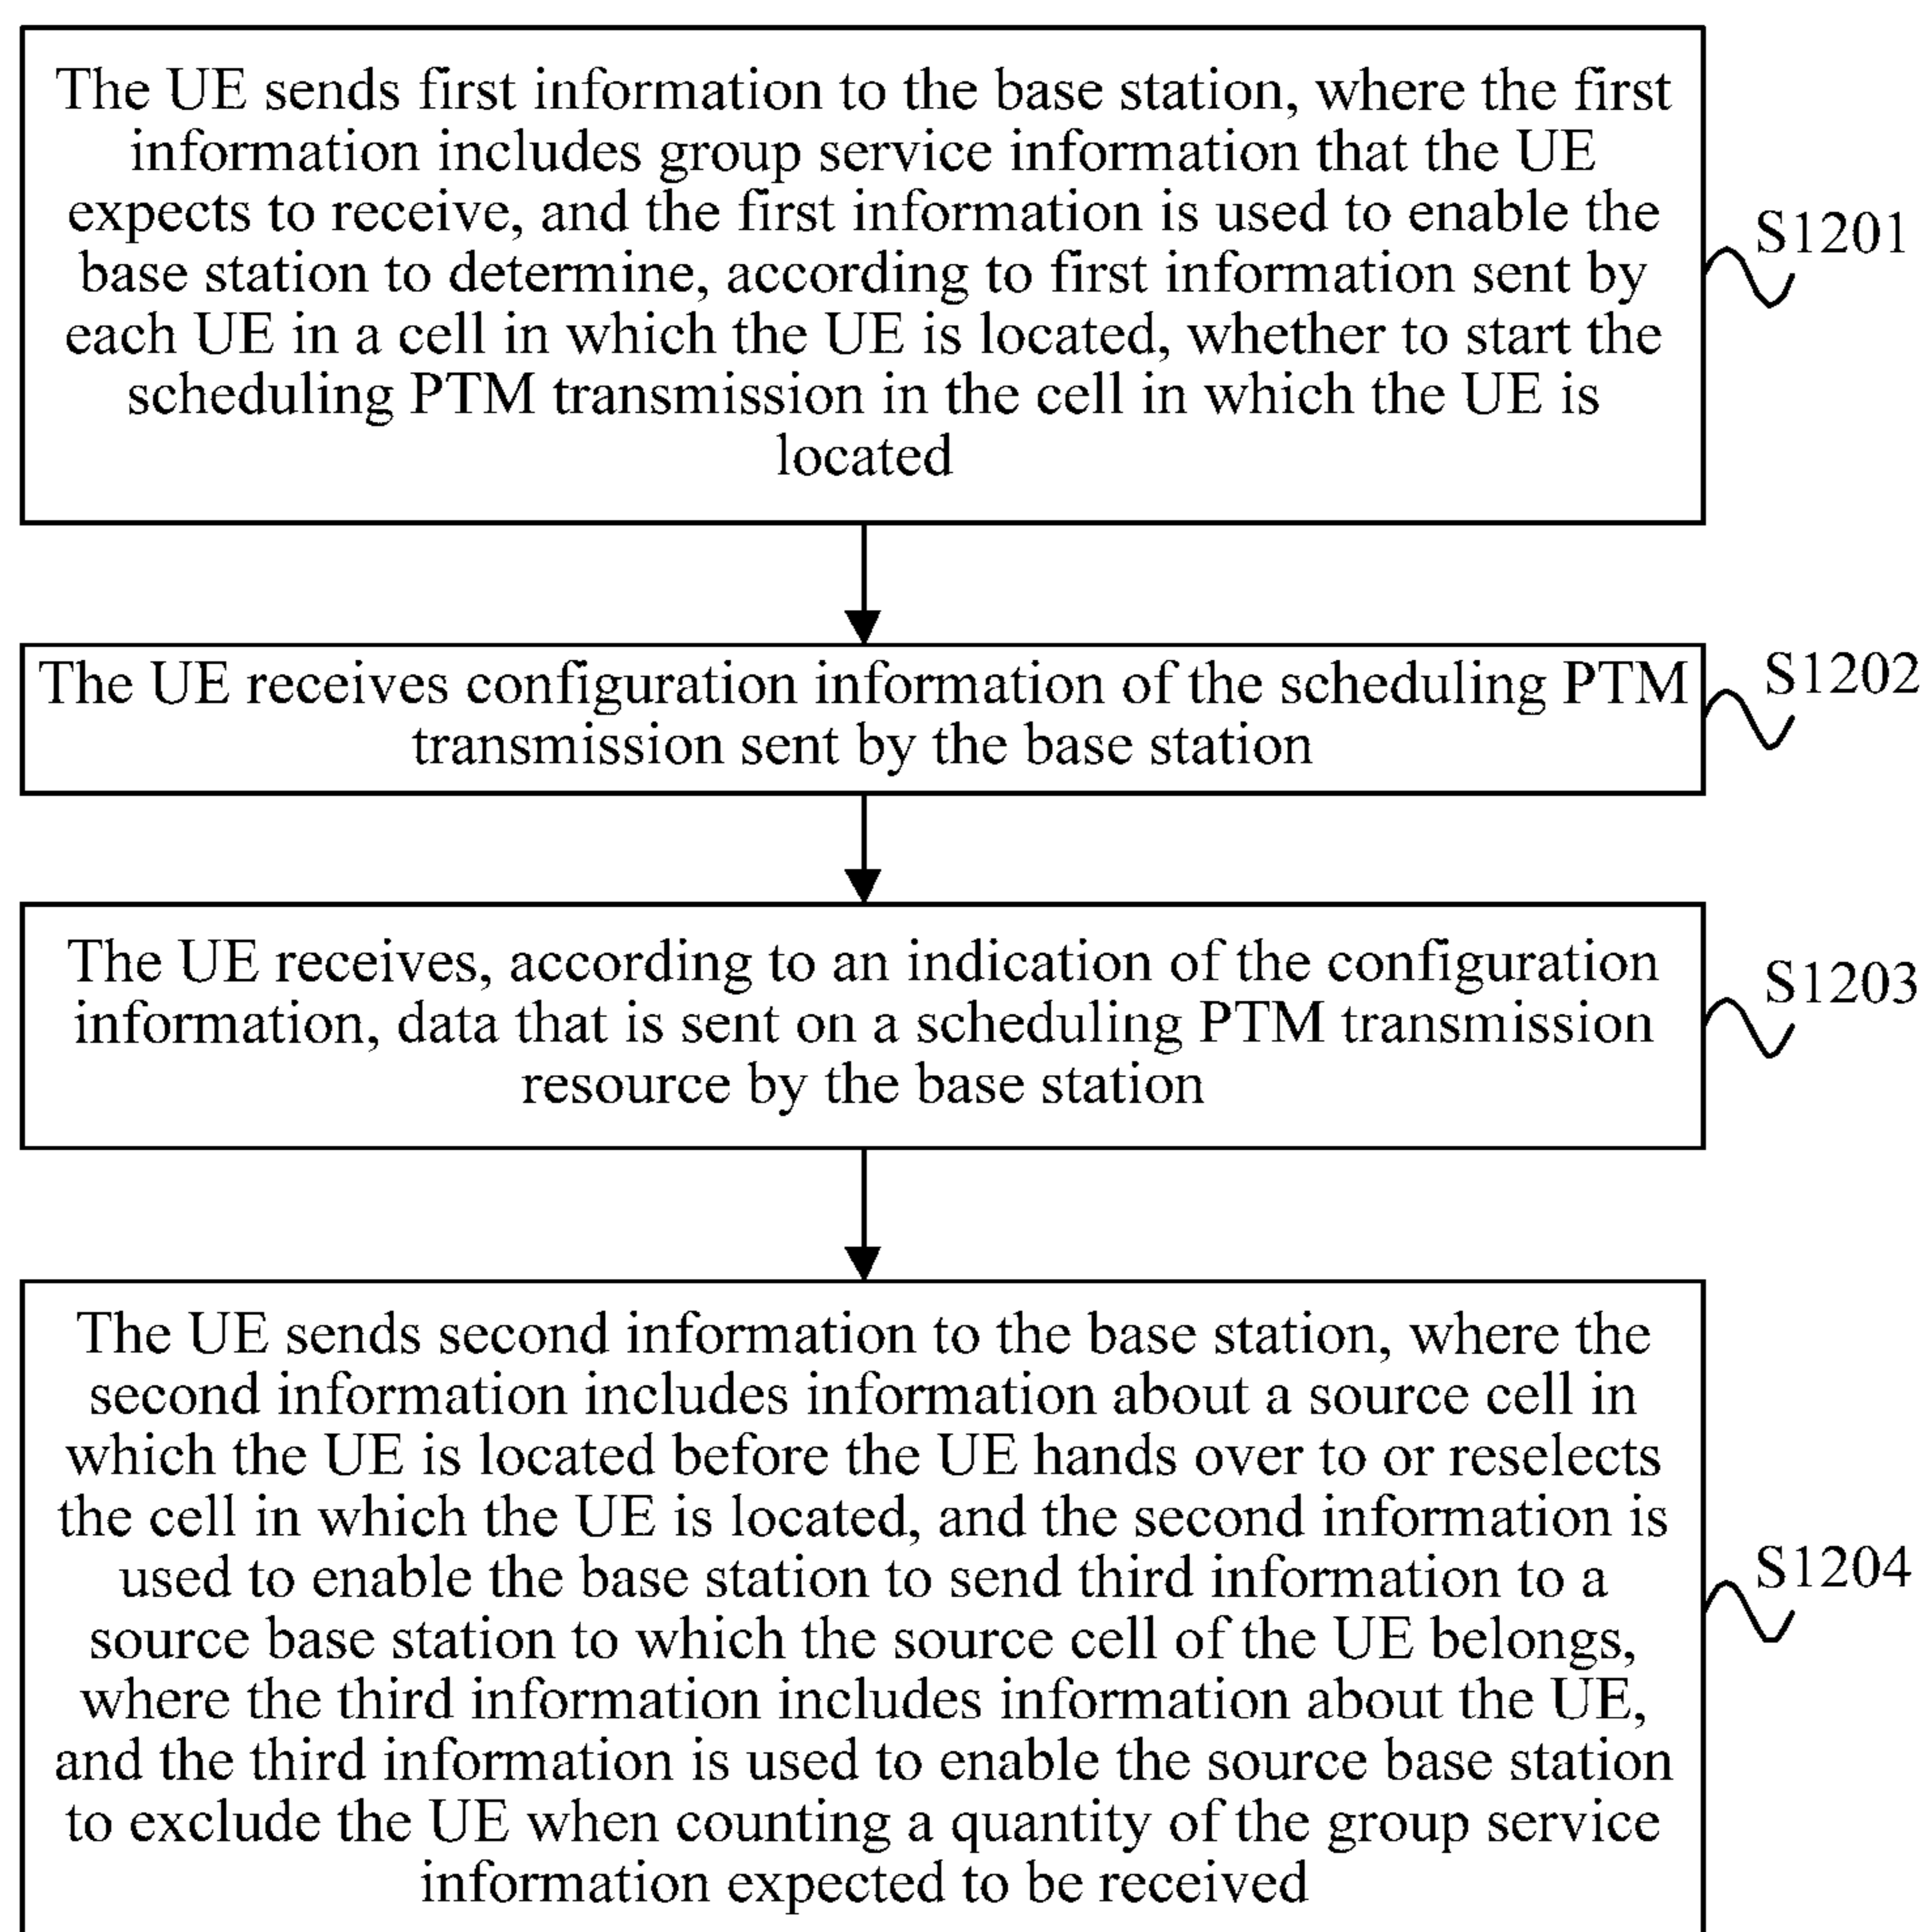 The UE sends first information to the base station, where the first
information includes group service information that the UE
expects to receive, and the first information is used to enable the
base station to determine, according to first information sent by
each UE in a cell in which the UE is located, whether to start the
scheduling PTM transmission in the cell in which the UE is
located
S1201
The UE receives configuration information of the scheduling PTM
transmission sent by the base station
S1202
The UE receives, according to an indication of the configuration
information, data that is sent on a scheduling PTM transmission
resource by the base station
S1203
The UE sends second information to the base station, where the
second information includes information about a source cell in
which the UE is located before the UE hands over to or reselects
the cell in which the UE is located, and the second information is
used to enable the base station to send third information to a
source base station to which the source cell of the UE belongs,
where the third information includes information about the UE,
and the third information is used to enable the source base station
to exclude the UE when counting a quantity of the group service
information expected to be received
S1204